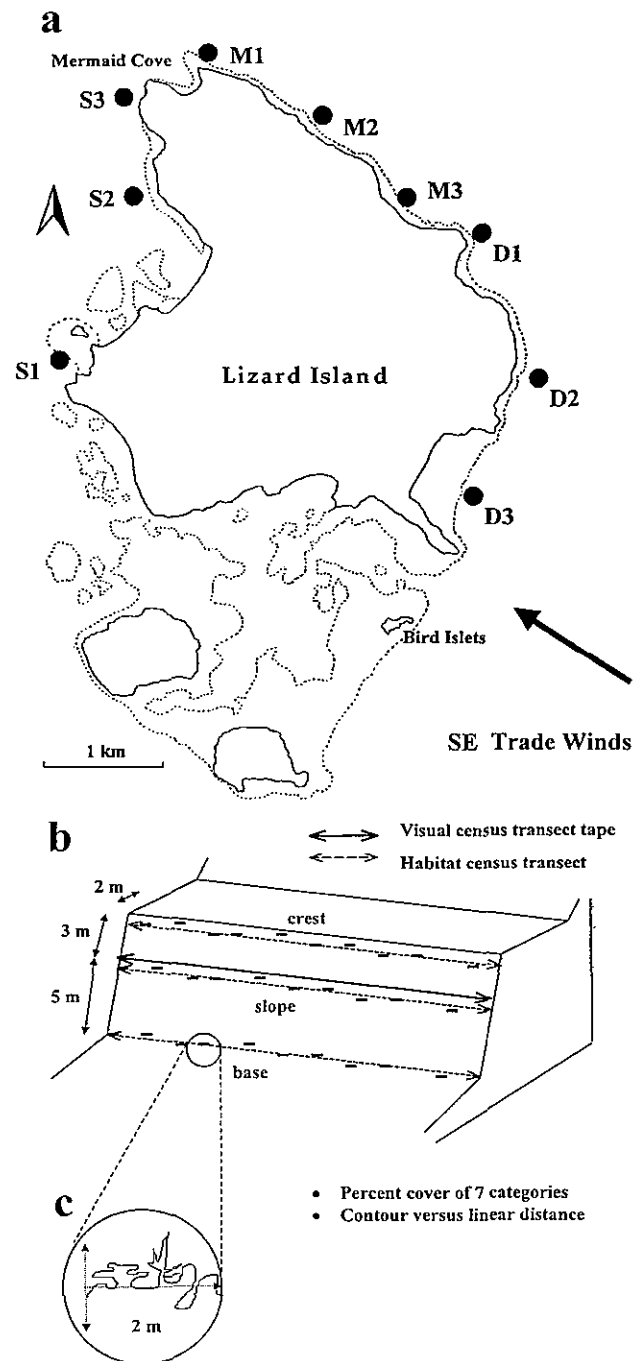 a
Mermaid Cove
M1
S3
M2
S2
M3
D1
S1
Lizard Island
D2
D3
Bird Islets
1 km
SE Trade Winds
b
Visual census transect tape
Habitat census transect
2 m
3 m
crest
5 m
slope
base
c
• Percent cover of 7 categories
• Contour versus linear distance
2 m